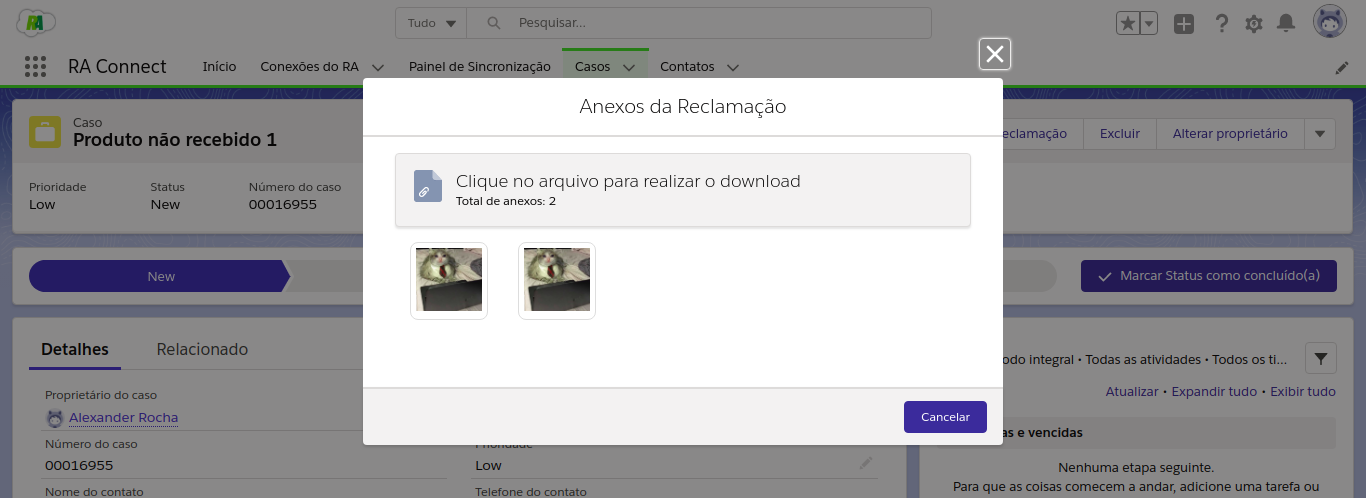 RA
Tudo
Pesquisar...
RA Connect
Início
Conexões do RA
Painel de Sincronização
Casos
Contatos
Anexos da Reclamação
Caso
Produto não recebido 1
Excluir
Alterar proprietário
Prioridade
Status
Número do caso
Low
New
00016955
Clique no arquivo para realizar o download
Total de anexos: 2
New
Marcar Status como concluído(a)
Detalhes
Relacionado
integral • Todas as atividades • Todos os ti...
Atualizar • Expandir tudo • Exibir tudo
Proprietário do caso
Alexander Rocha
Cancelar
e vencidas
Número do caso
Prioridade
00016955
Low
Nenhuma etapa seguinte.
Para que as coisas comecem a andar, adicione uma tarefa ou
Nome do contato
Telefone do contato